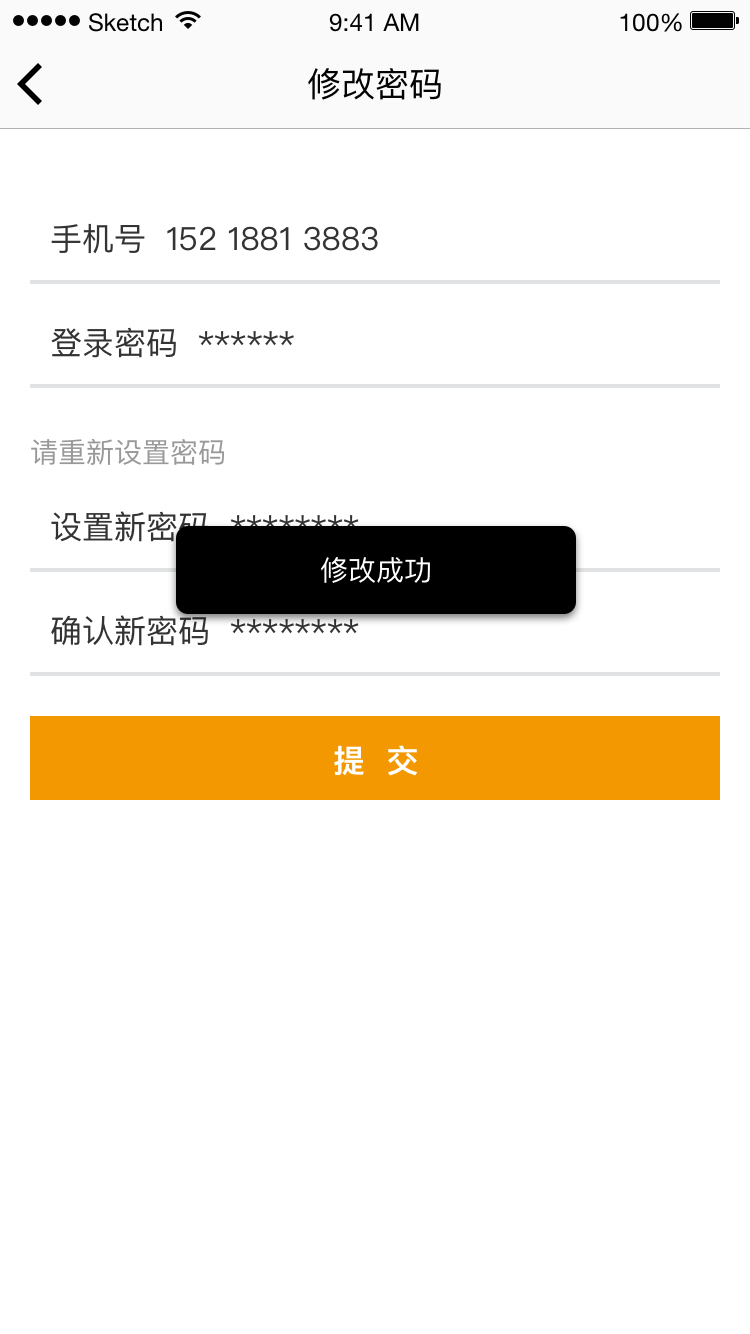 Sketch 9:41 AM 100%
修改密码
手机号 152 1881 3883
登录密码 ******
请重新设置密码
设置新密码 ********
修改成功
确认新密码 ********
提 交